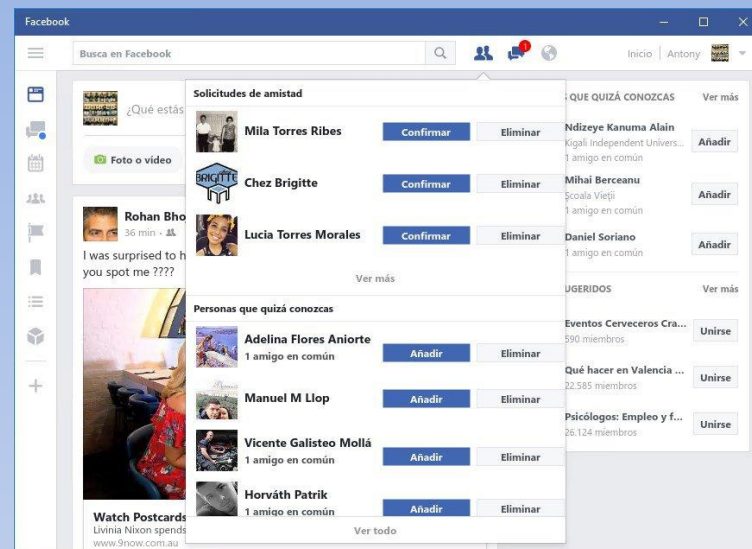 Facebook
Busca en Facebook
1
Inicio
Antony
¿Qué estás
Foto o vídeo
Rohan Bho
36 min
I was surprised to h
you spot me ????
Watch Postcards
Livinia Nixon spends
www.9now.com.au
Solicitudes de amistad
Mila Torres Ribes
Confirmar
Eliminar
BRIGITTE
Chez Brigitte
Confirmar
Eliminar
Lucia Torres Morales
Confirmar
Eliminar
Ver más
Personas que quizá conozcas
Adelina Flores Aniorte
1 amigo en común
Añadir
Eliminar
Manuel M Llop
Añadir
Eliminar
Vicente Galisteo Mollá
1 amigo en común
Añadir
Eliminar
Horváth Patrik
1 amigo en común
Añadir
Eliminar
Ver todo
QUE QUIZÁ CONOZCAS
Ver más
Ndizeye Kanuma Alain
Kigali Independent Univers...
1 amigo en común
Añadir
Mihai Berceanu
Școala Vieții
1 amigo en común
Añadir
Daniel Soriano
1 amigo en común
Añadir
UGERIDOS
Ver más
Eventos Cerveceros Cra...
590 miembros
Unirse
Qué hacer en Valencia ...
22.585 miembros
Unirse
Psicólogos: Empleo y f...
26.124 miembros
Unirse